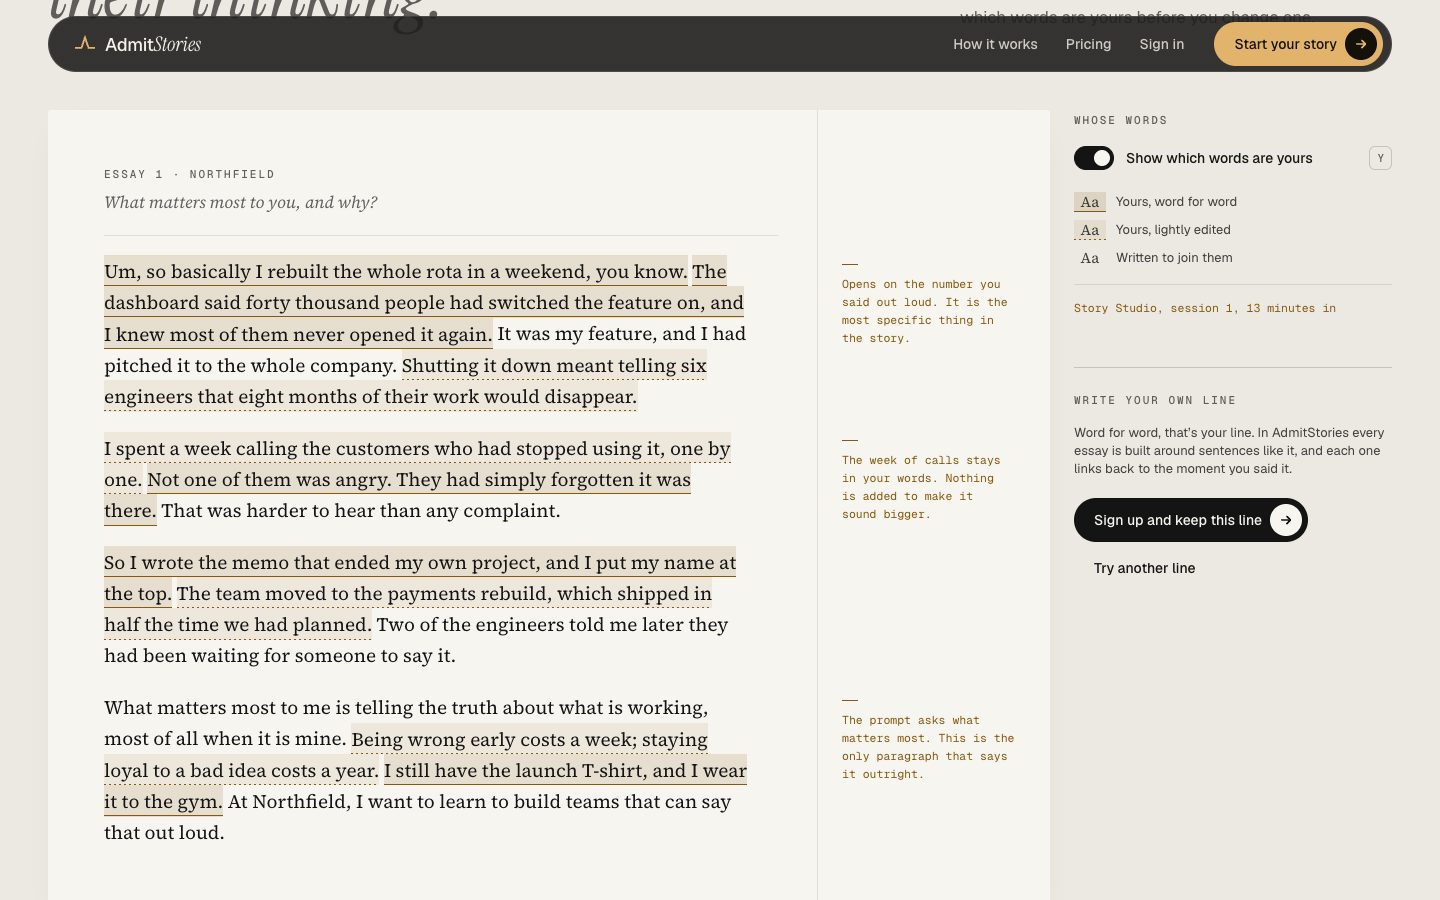 their thinking.
which words are yours before you change one.
AdmitStories
How it works
Pricing
Sign in
Start your story
ESSAY 1 · NORTHFIELD
What matters most to you, and why?
Um, so basically I rebuilt the whole rota in a weekend, you know. The
dashboard said forty thousand people had switched the feature on, and
I knew most of them never opened it again. It was my feature, and I had
pitched it to the whole company. Shutting it down meant telling six
engineers that eight months of their work would disappear.
I spent a week calling the customers who had stopped using it, one by
one. Not one of them was angry. They had simply forgotten it was
there. That was harder to hear than any complaint.
So I wrote the memo that ended my own project, and I put my name at
the top. The team moved to the payments rebuild, which shipped in
half the time we had planned. Two of the engineers told me later they
had been waiting for someone to say it.
What matters most to me is telling the truth about what is working,
most of all when it is mine. Being wrong early costs a week; staying
loyal to a bad idea costs a year. I still have the launch T-shirt, and I wear
it to the gym. At Northfield, I want to learn to build teams that can say
that out loud.
Opens on the number you
said out loud. It is the
most specific thing in
the story.
The week of calls stays
in your words. Nothing
is added to make it
sound bigger.
The prompt asks what
matters most. This is the
only paragraph that says
it outright.
WHOSE WORDS
Show which words are yours
Y
Aa Yours, word for word
Aa Yours, lightly edited
Aa Written to join them
Story Studio, session 1, 13 minutes in
WRITE YOUR OWN LINE
Word for word, that's your line. In AdmitStories every
essay is built around sentences like it, and each one
links back to the moment you said it.
Sign up and keep this line
Try another line